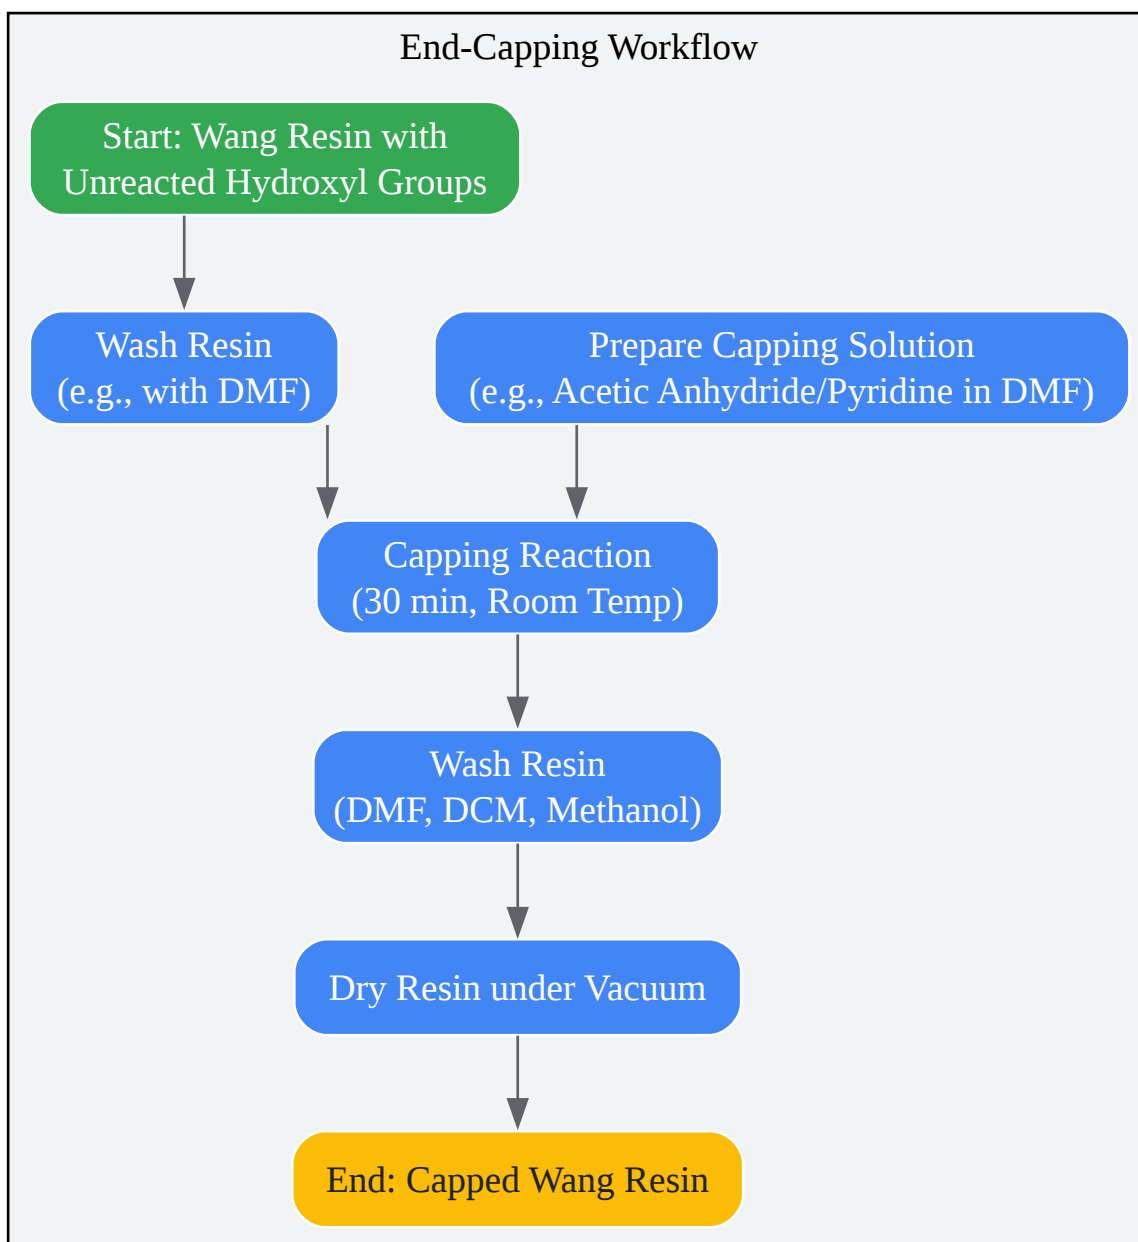 End-Capping Workflow
Start: Wang Resin with
Unreacted Hydroxyl Groups
Wash Resin
(e.g., with DMF)
Prepare Capping Solution
(e.g., Acetic Anhydride/Pyridine in DMF)
Capping Reaction
(30 min, Room Temp)
Wash Resin
(DMF, DCM, Methanol)
Dry Resin under Vacuum
End: Capped Wang Resin